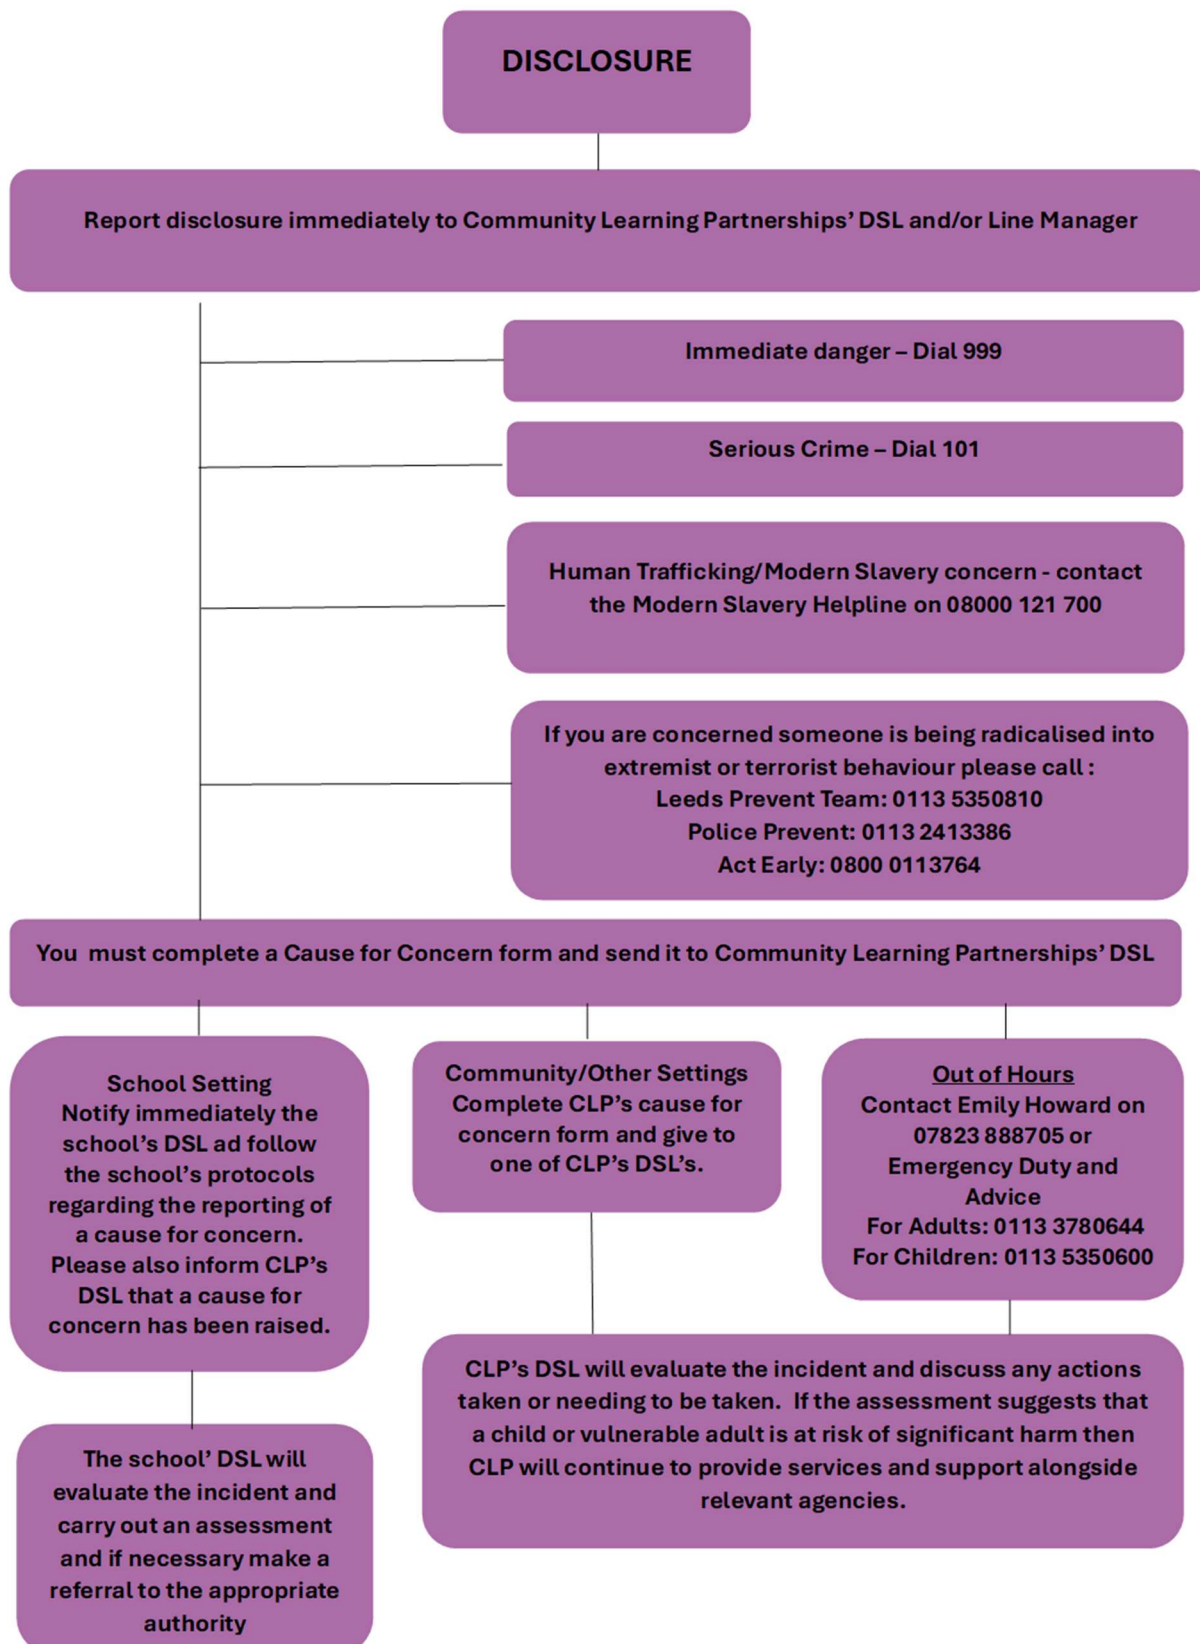 DISCLOSURE
Report disclosure immediately to Community Learning Partnerships’ DSL and/or Line Manager
Immediate danger – Dial 999
Serious Crime – Dial 101
Human Trafficking/Modern Slavery concern - contact
the Modern Slavery Helpline on 08000 121 700
If you are concerned someone is being radicalised into
extremist or terrorist behaviour please call :
Leeds Prevent Team: 0113 5350810
Police Prevent: 0113 2413386
Act Early: 0800 0113764
You must complete a Cause for Concern form and send it to Community Learning Partnerships’ DSL
School Setting
Notify immediately the
school’s DSL ad follow
the school’s protocols
regarding the reporting of
a cause for concern.
Please also inform CLP’s
DSL that a cause for
concern has been raised.
Community/Other Settings
Complete CLP’s cause for
concern form and give to
one of CLP’s DSL’s.
Out of Hours
Contact Emily Howard on
07823 888705 or
Emergency Duty and
Advice
For Adults: 0113 3780644
For Children: 0113 5350600
The school’ DSL will
evaluate the incident and
carry out an assessment
and if necessary make a
referral to the appropriate
authority
CLP’s DSL will evaluate the incident and discuss any actions
taken or needing to be taken. If the assessment suggests that
a child or vulnerable adult is at risk of significant harm then
CLP will continue to provide services and support alongside
relevant agencies.